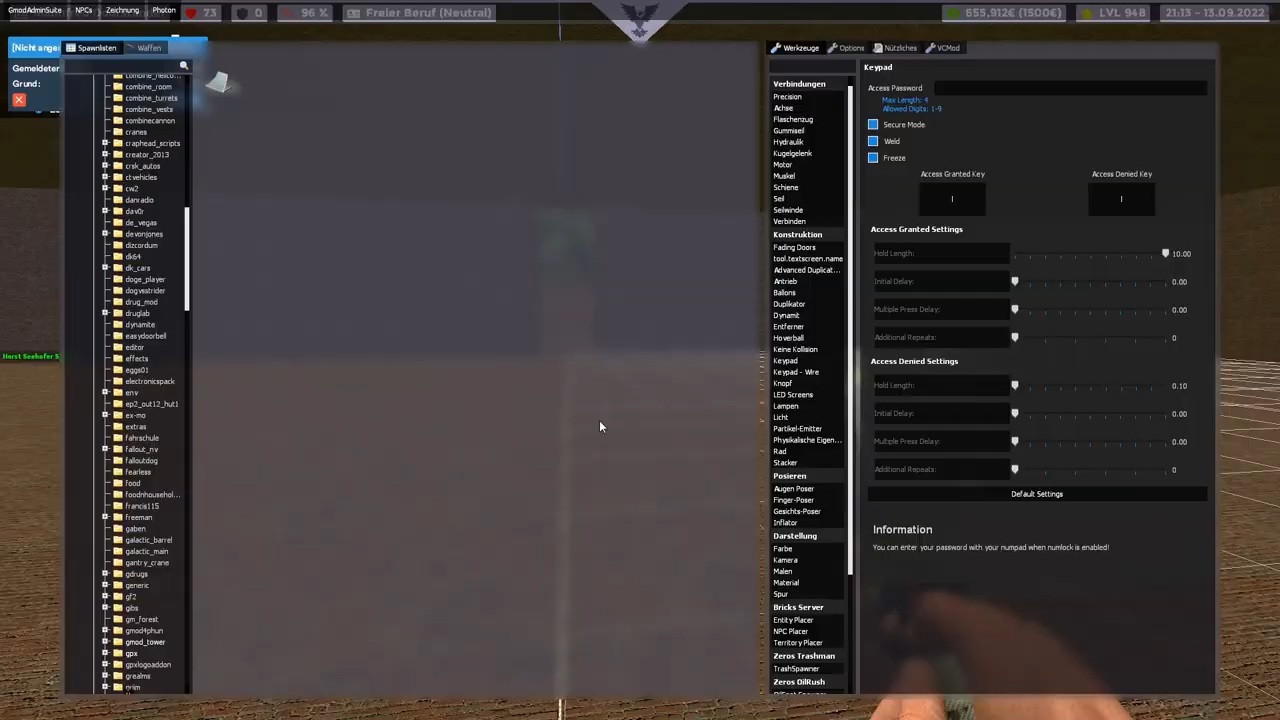 GmodAdminSuite NPCs Zeichnung Photon
73 0 96 % Freier Beruf (Neutral) 655,912€ (1500€) LVL 948 21:13 - 13.09.2022
Spawnlisten Waffen
Gemeldeter
Grund:
Horst Seehofer S
combine_room
combine_turrets
combine_vests
combinecannon
cranes
craphead_scripts
creator_2013
crsk_autos
ctvehicles
cw2
danradio
dav0r
de_vegas
devonjones
dizcordum
dk64
dk_cars
doge_player
dogvsstrider
drug_mod
druglab
dynamite
easydoorbell
editor
effects
eggs01
electronicspack
env
ep2_out12_hut1
ex-mo
extras
fahrschule
fallout_nv
falloutdog
fearless
food
foodnhousehol...
francis115
freeman
gaben
galactic_barrel
galactic_main
gantry_crane
gdrugs
generic
gf2
gibs
gm_forest
gmod4phun
gmod_tower
gpx
gpxlogoaddon
grealms
Werkzeuge Options Nützliches VCMod
Verbindungen
Precision
Achse
Flaschenzug
Gummiseil
Hydraulik
Kugelgelenk
Motor
Muskel
Schiene
Seil
Seilwinde
Verbinden
Konstruktion
Fading Doors
tool.textscreen.name
Advanced Duplicat...
Antrieb
Ballons
Duplikator
Dynamit
Entferner
Hoverball
Keine Kollision
Keypad
Keypad - Wire
Knopf
LED Screens
Lampen
Licht
Partikel-Emitter
Physikalische Eigen...
Rad
Stacker
Posieren
Augen Poser
Finger-Poser
Gesichts-Poser
Inflator
Darstellung
Farbe
Kamera
Malen
Material
Spur
Bricks Server
Entity Placer
NPC Placer
Territory Placer
Zeros Trashman
TrashSpawner
Zeros OilRush
Keypad
Access Password
Max Length: 4
Allowed Digits: 1-9
Secure Mode
Weld
Freeze
Access Granted Key Access Denied Key
Access Granted Settings
Hold Length: 10.00
Initial Delay: 0.00
Multiple Press Delay: 0.00
Additional Repeats: 0
Access Denied Settings
Hold Length: 0.10
Initial Delay: 0.00
Multiple Press Delay: 0.00
Additional Repeats: 0
Default Settings
Information
You can enter your password with your numpad when numlock is enabled!